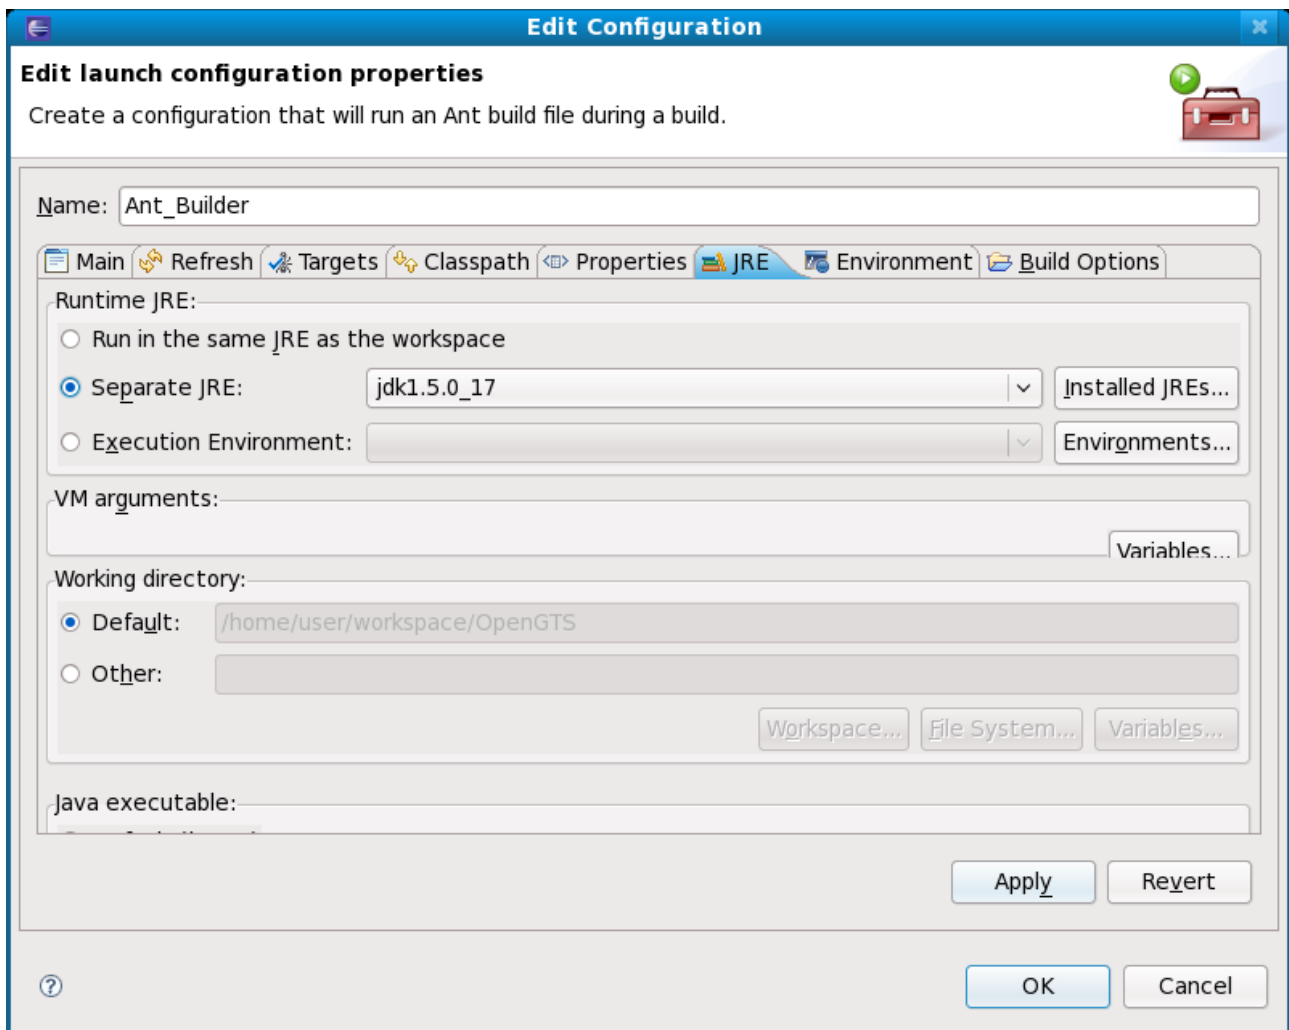 Edit Configuration
Edit launch configuration properties
Create a configuration that will run an Ant build file during a build.
Name: Ant_Builder
Main Refresh Targets Classpath Properties JRE Environment Build Options
Runtime JRE:
Run in the same JRE as the workspace
Separate JRE: jdk1.5.0_17 Installed JREs...
Execution Environment: Environments...
VM arguments:
Variables...
Working directory:
Default: /home/user/workspace/OpenGTS
Other:
Workspace... File System... Variables...
Java executable:
Apply Revert
OK Cancel